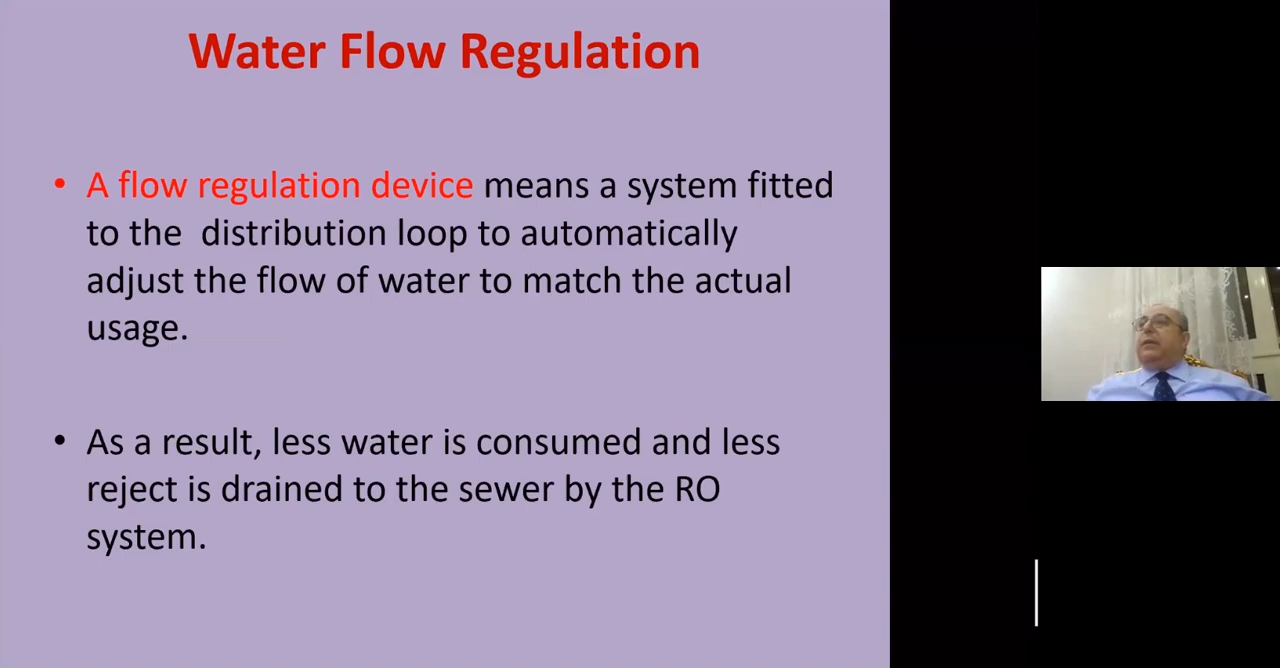 Water Flow Regulation
• A flow regulation device means a system fitted
to the distribution loop to automatically
adjust the flow of water to match the actual
usage.
• As a result, less water is consumed and less
reject is drained to the sewer by the RO
system.